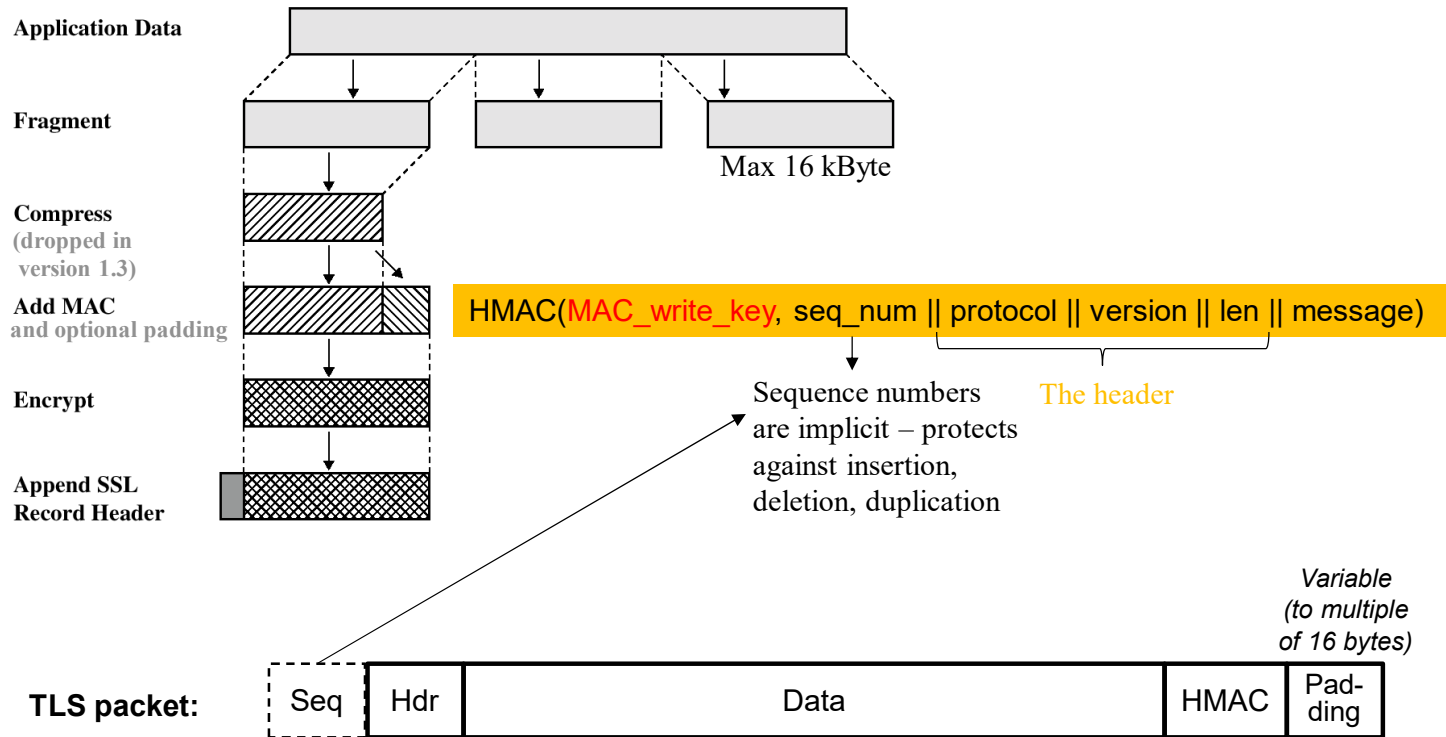 Application Data
Fragment
Max 16 kByte
Compress
(dropped in
version 1.3)
Add MAC
and optional padding
HMAC(MAC_write_key, seq_num || protocol || version || len || message)
Encrypt
Sequence numbers
are implicit – protects
against insertion,
deletion, duplication
The header
Append SSL
Record Header
Variable
(to multiple
of 16 bytes)
TLS packet:
Seq
Hdr
Data
HMAC
Pad-
ding